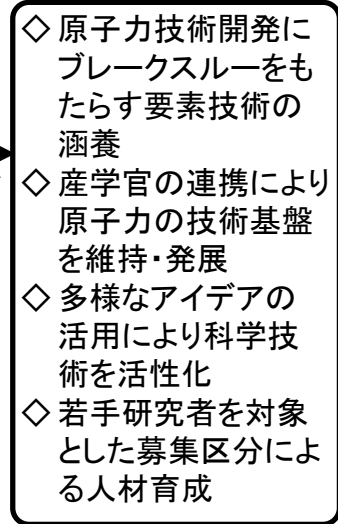 ◇ 原子力技術開発に
ブレークスルーをも
たらす要素技術の
涵養
◇ 産学官の連携により
原子力の技術基盤
を維持・発展
◇ 多様なアイデアの
活用により科学技
術を活性化
◇ 若手研究者を対象
とした募集区分によ
る人材育成